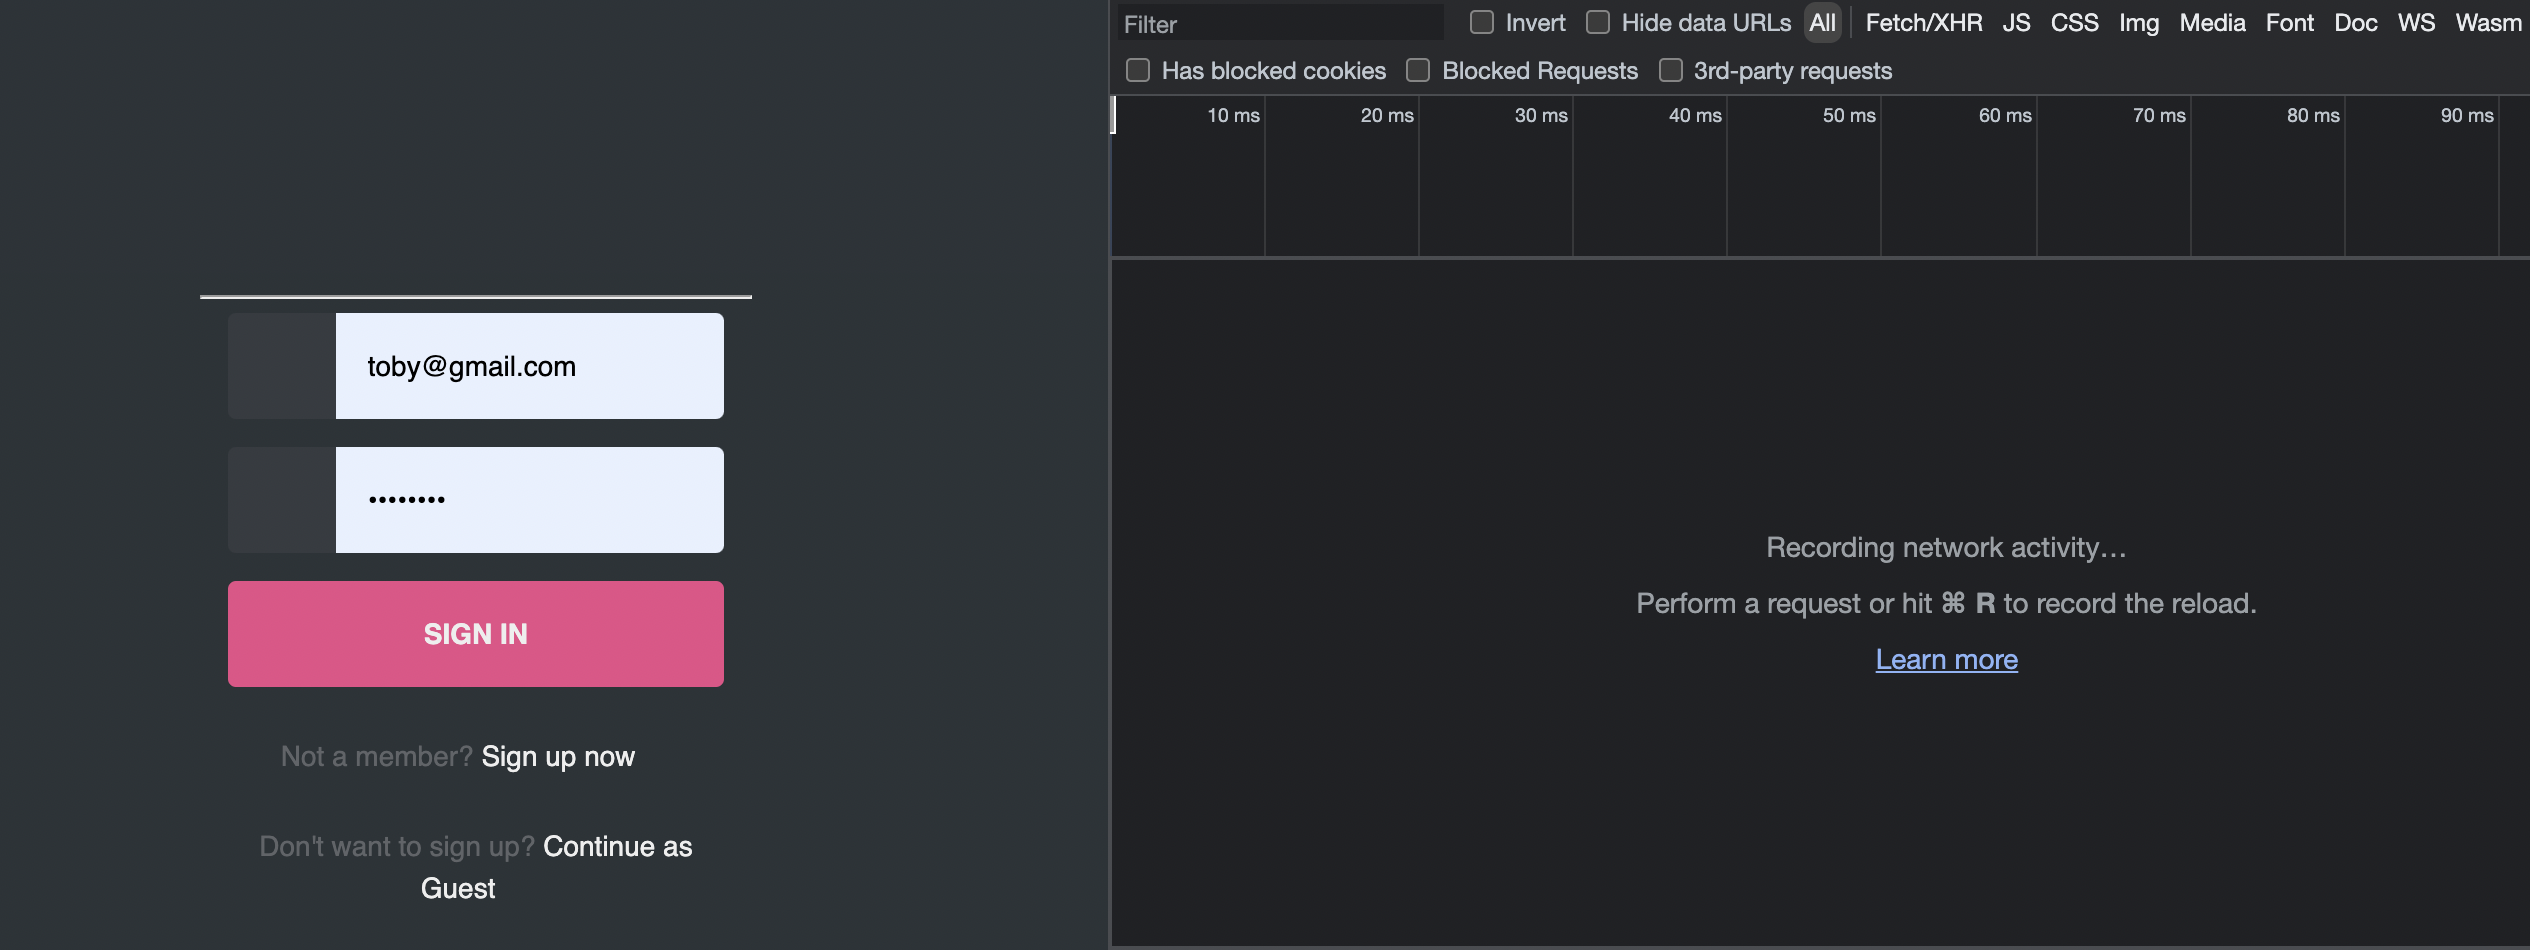 toby@gmail.com
••••••••
SIGN IN
Not a member? Sign up now
Don't want to sign up? Continue as
Guest
Filter
Invert Hide data URLs All Fetch/XHR JS CSS Img Media Font Doc WS Wasm
Has blocked cookies Blocked Requests 3rd-party requests
10 ms 20 ms 30 ms 40 ms 50 ms 60 ms 70 ms 80 ms 90 ms
Recording network activity…
Perform a request or hit ⌘ R to record the reload.
Learn more